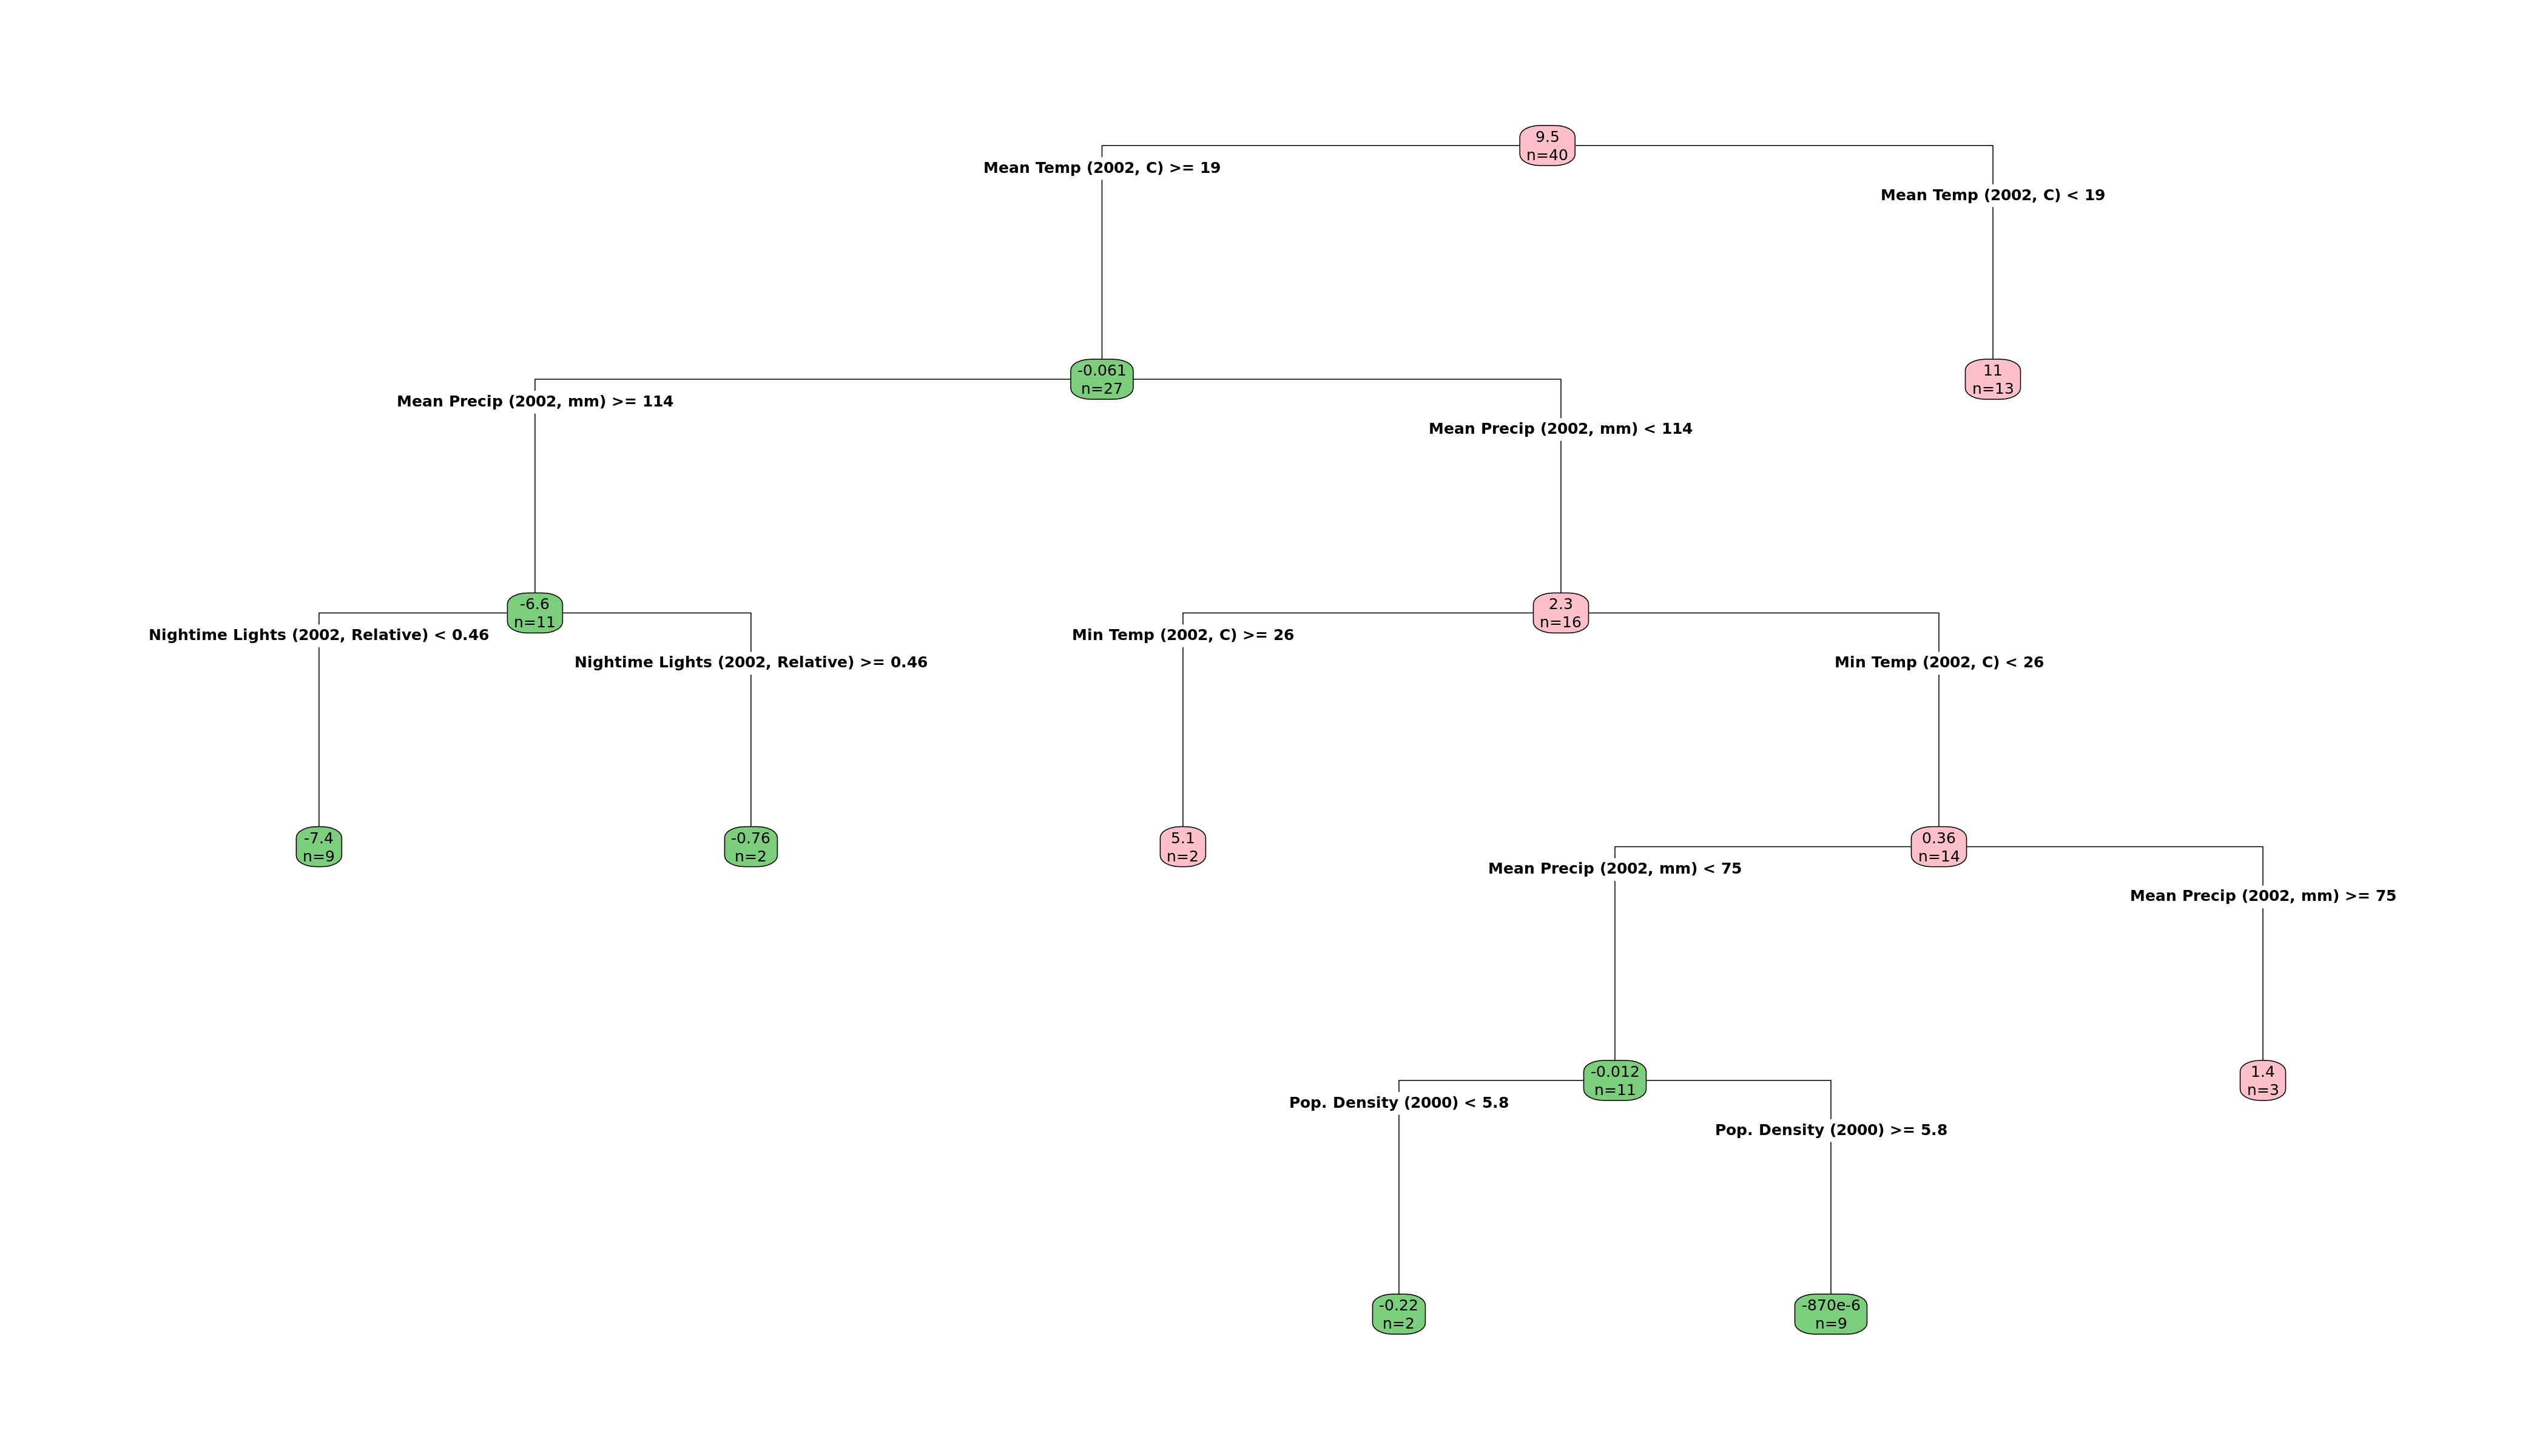 9.5
n=40
Mean Temp (2002, C) >= 19
Mean Temp (2002, C) < 19
-0.061
n=27
11
n=13
Mean Precip (2002, mm) >= 114
Mean Precip (2002, mm) < 114
-6.6
n=11
2.3
n=16
Nightime Lights (2002, Relative) < 0.46
Nightime Lights (2002, Relative) >= 0.46
Min Temp (2002, C) >= 26
Min Temp (2002, C) < 26
-7.4
n=9
-0.76
n=2
5.1
n=2
0.36
n=14
Mean Precip (2002, mm) < 75
Mean Precip (2002, mm) >= 75
-0.012
n=11
1.4
n=3
Pop. Density (2000) < 5.8
Pop. Density (2000) >= 5.8
-0.22
n=2
-870e-6
n=9